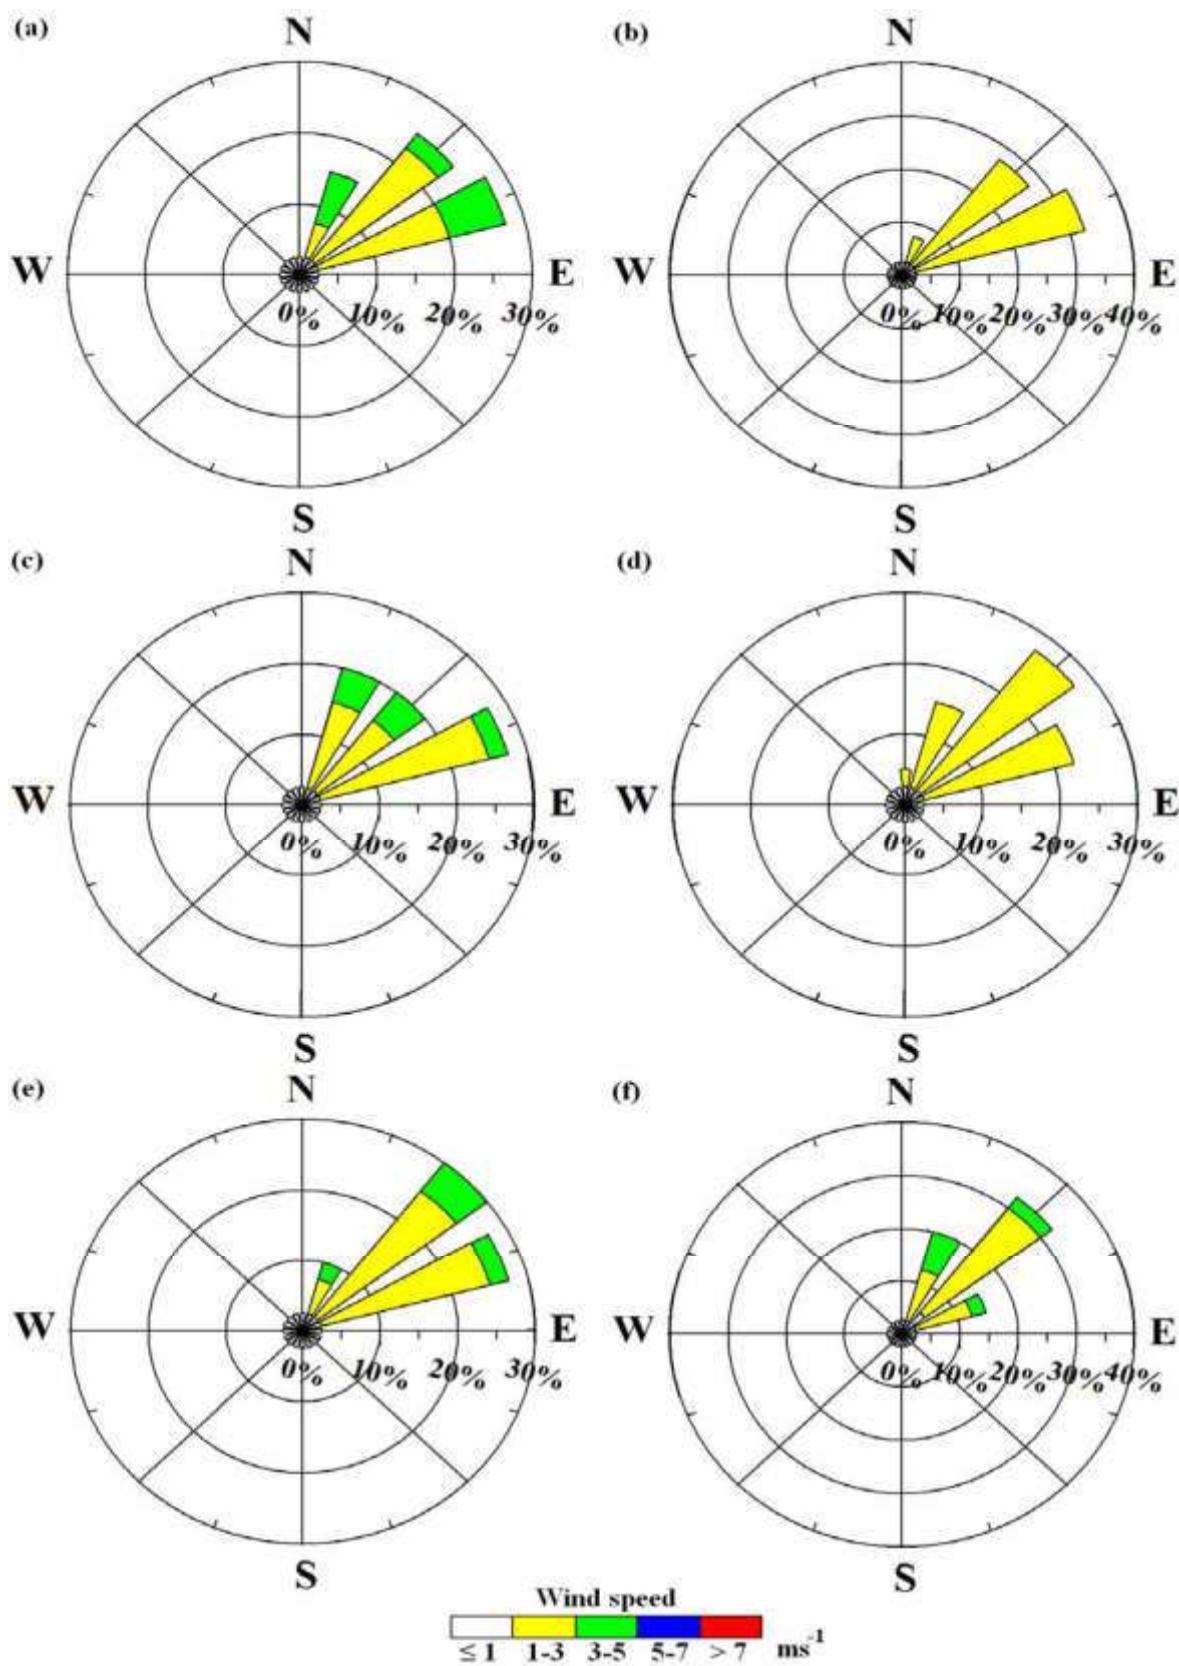 (a) N (b) N
W E W E
0% 10% 20% 30% 0% 10% 20% 30% 40%
S S
(c) N (d) N
W E W E
0% 10% 20% 30% 0% 10% 20% 30%
S S
(e) N (f) N
W E W E
0% 10% 20% 30% 0% 10% 20% 30% 40%
S S
Wind speed
≤ 1 1-3 3-5 5-7 > 7 ms⁻¹